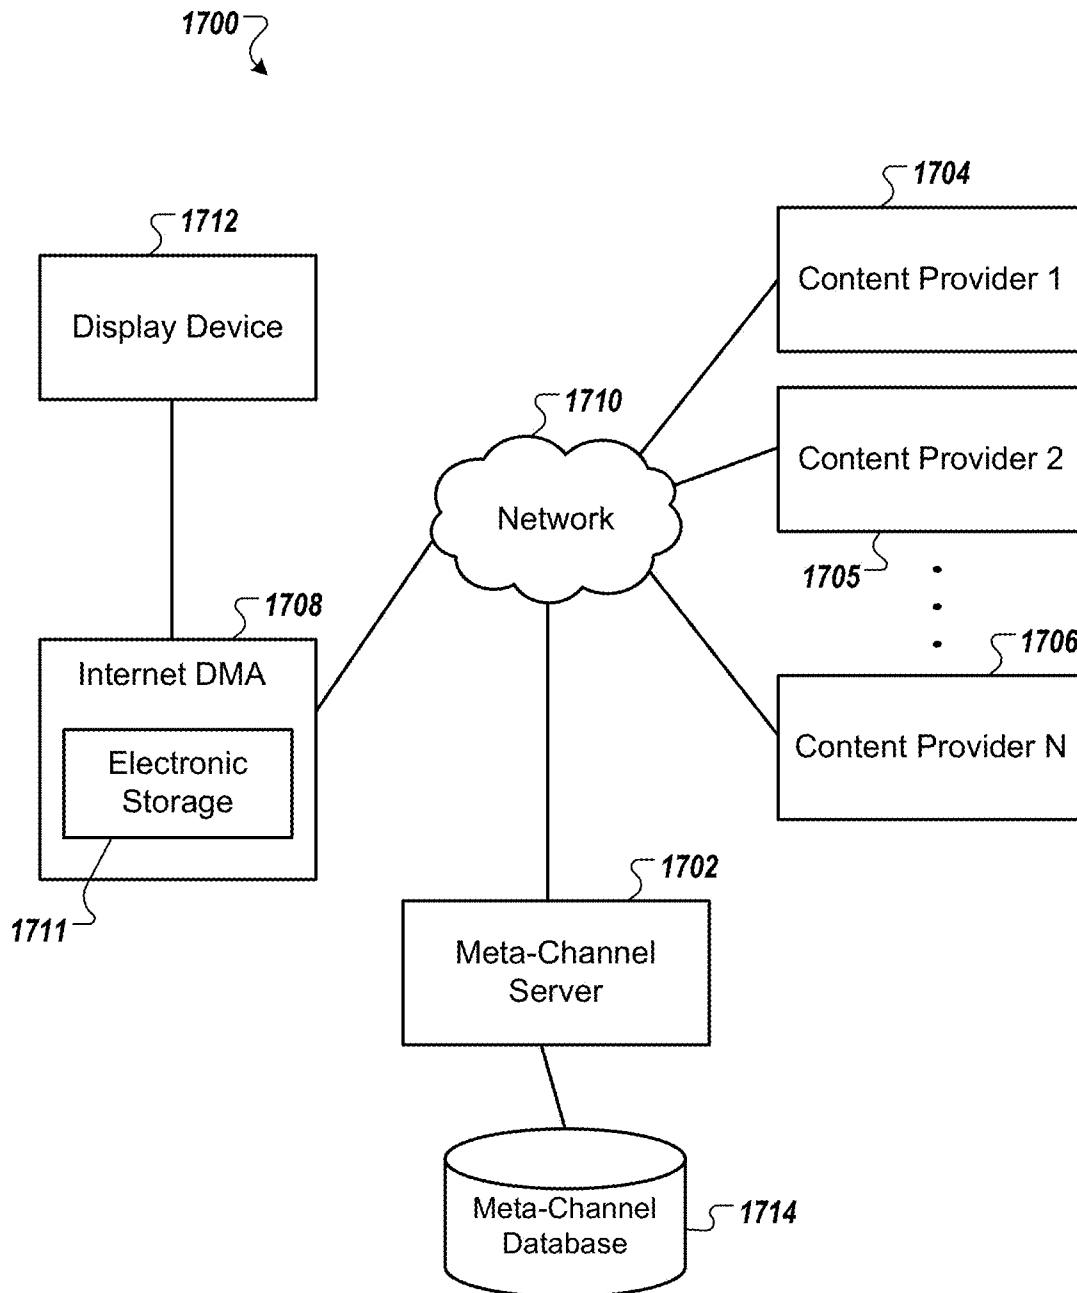 1700
1704
1712
Content Provider 1
Display Device
1710
Content Provider 2
Network
1705
1708
1706
Internet DMA
Content Provider N
Electronic
Storage
1702
1711
Meta-Channel
Server
Meta-Channel
Database
1714